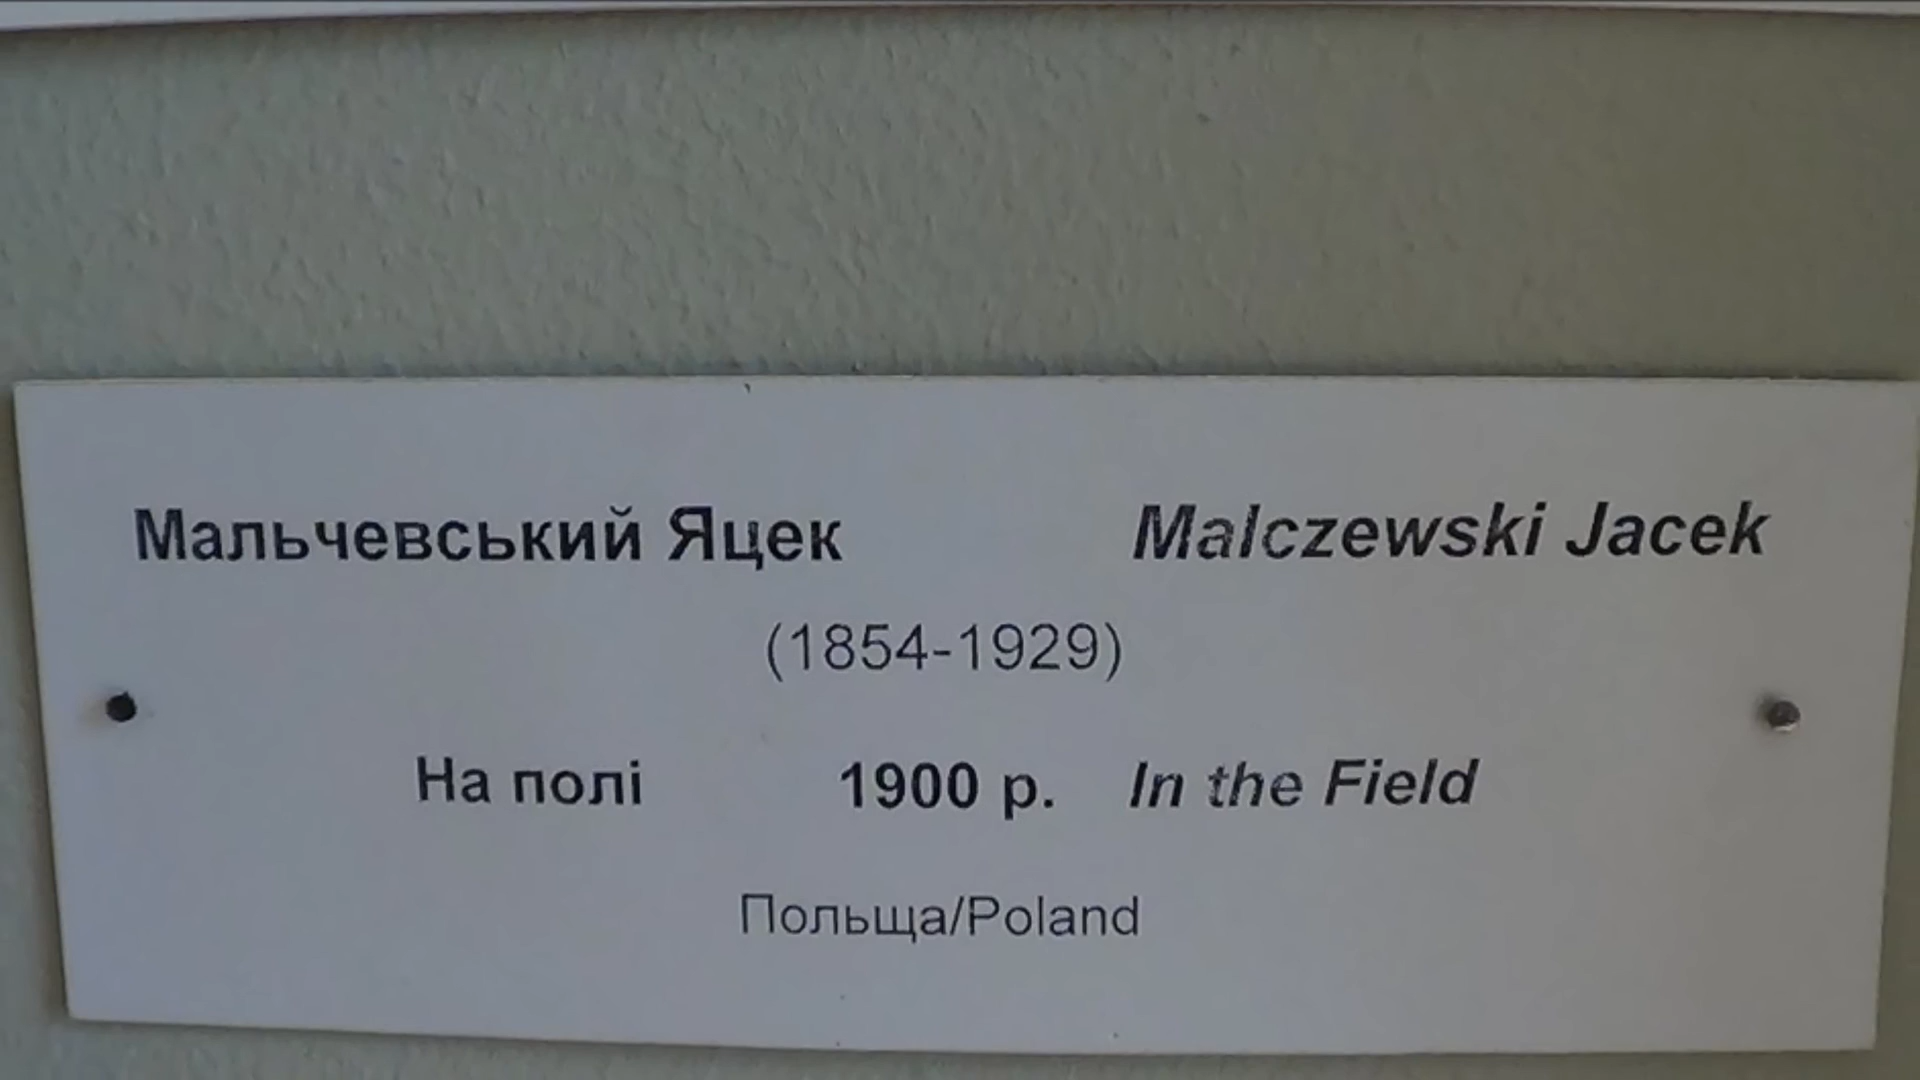 Мальчевський Яцек Malczewski Jacek
(1854-1929)
На полі 1900 р. In the Field
Польща/Poland